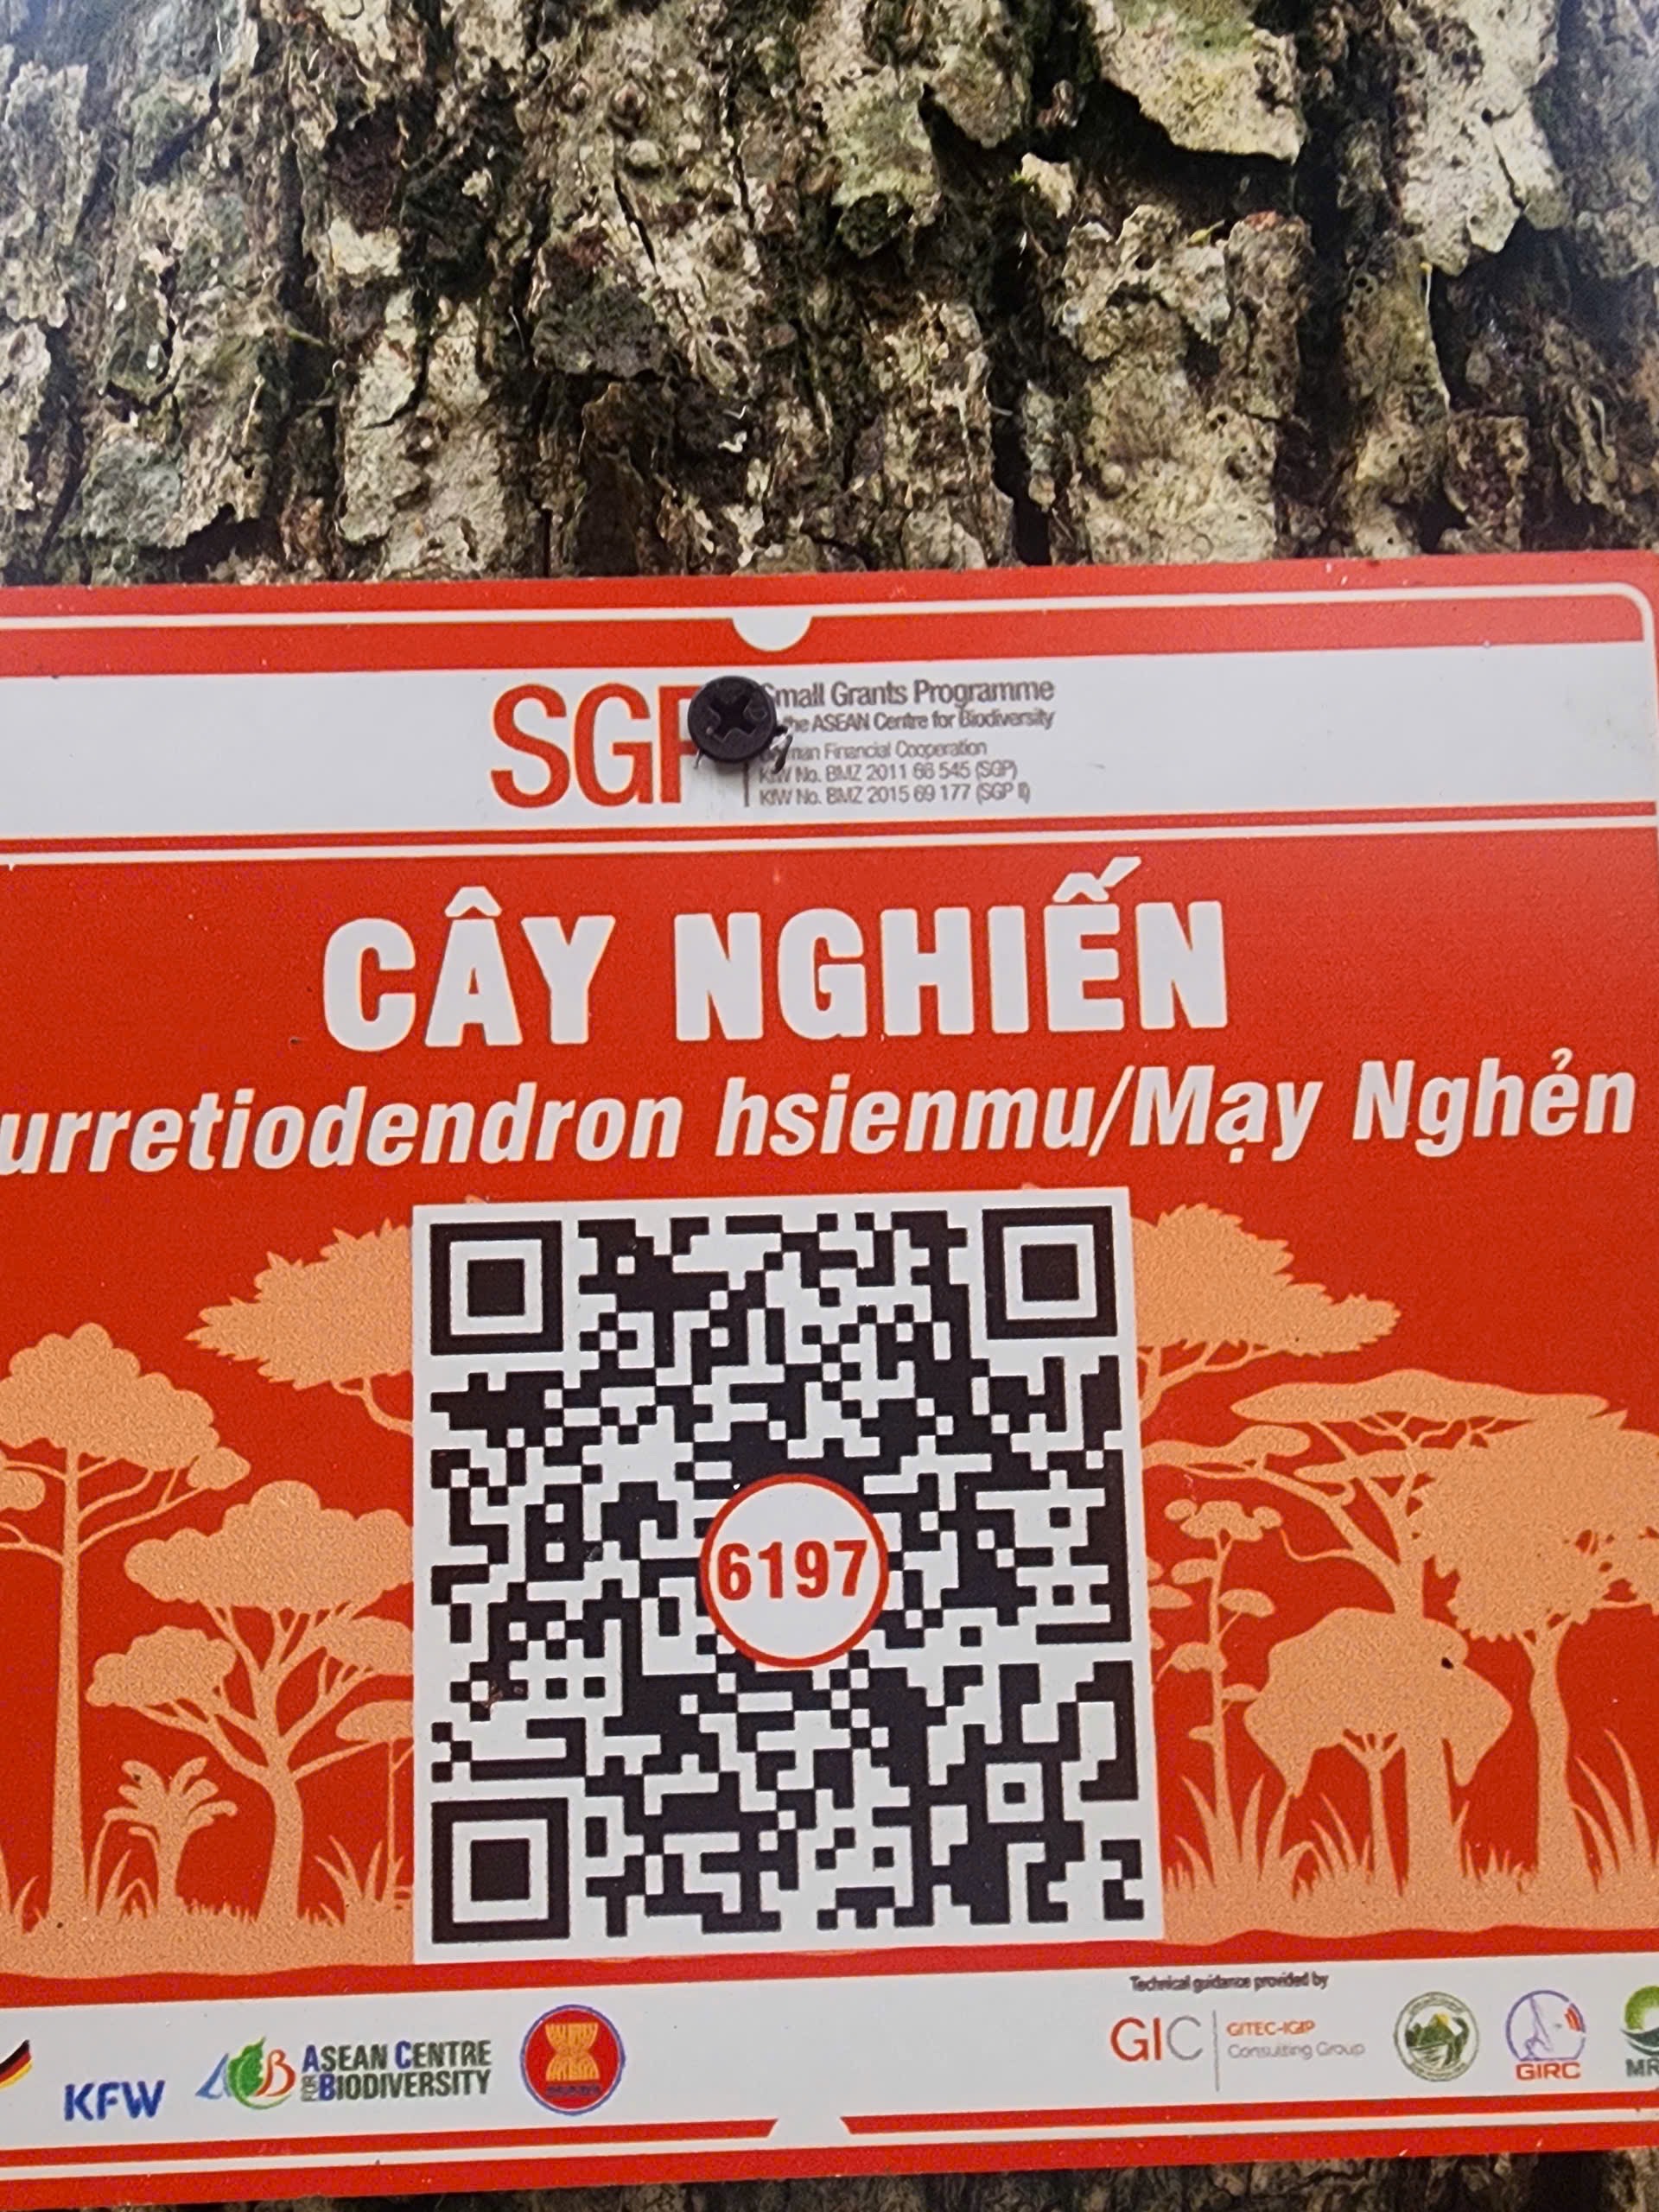 SGP
Small Grants Programme
the ASEAN Centre for Biodiversity
Financial Cooperation
KfW No. BMZ 2011 66 545 (SGP)
KfW No. BMZ 2015 69 177 (SGP II)
CÂY NGHIẾN
urretiodendron hsienmu/Mạy Nghẻn
6197
Technical guidance provided by
KFW
ASEAN CENTRE
FOR BIODIVERSITY
GIC
GITEC-IGIP
Consulting Group
GIRC